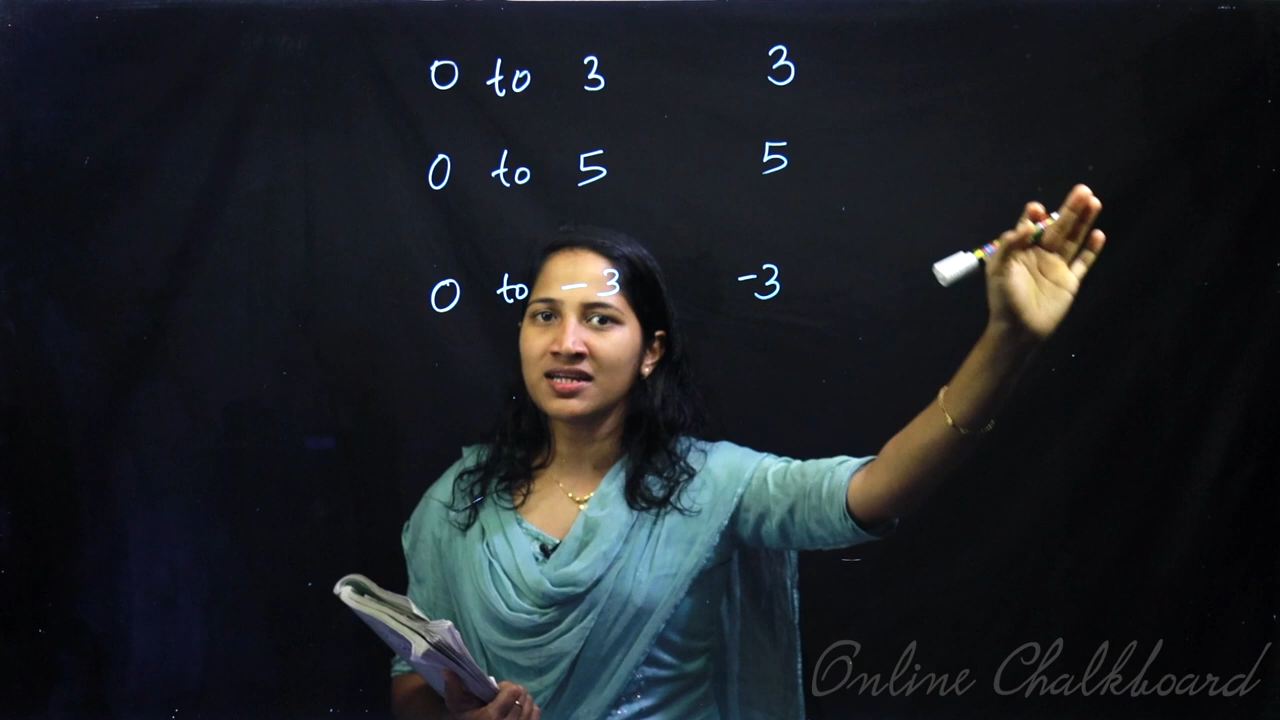 0 to 3 3
0 to 5 5
0 to -3 -3
Online Chalkboard